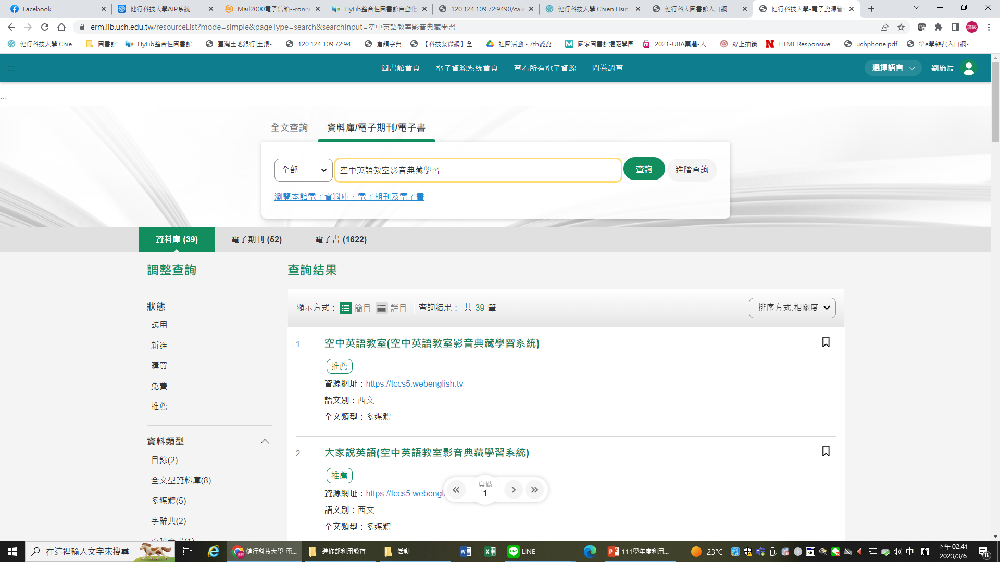 Facebook
健行科技大學AIP系統
Mail2000電子信箱--ronni
HyLib整合性圖書館自動化
120.124.109.72:9490/cale
健行科技大學 Chien Hsin
健行科大圖書館入口網
健行科技大學-電子資源管
erm.lib.uch.edu.tw/resourceList?mode=simple&pageType=search&searchInput=空中英語教室影音典藏學習
飾辰
健行科技大學 Chie...
圖書館
HyLib整合性圖書館...
臺灣土地銀行|土銀-...
120.124.109.72:94...
倉頡字典
【科技紫微網】全...
社團活動 - 7th愛資...
國家圖書館遠距學園
2021-UBA票選-人...
線上抽籤
HTML Responsive...
uchphone.pdf
第e學雜費入口網-...
:::
圖書館首頁
電子資源系統首頁
查看所有電子資源
問卷調查
選擇語言
:::
全文查詢
資料庫/電子期刊/電子書
全部
空中英語教室影音典藏學習
查詢
進階查詢
瀏覽本館電子資料庫、電子期刊及電子書
資料庫 (39)
電子期刊 (52)
電子書 (1622)
調整查詢
查詢結果
狀態
試用
新進
購買
免費
推薦
資料類型
目錄(2)
全文型資料庫(8)
多媒體(5)
字辭典(2)
百科全書(1)
顯示方式：
簡目
詳目
查詢結果： 共 39 筆
排序方式:相關度
1.
空中英語教室(空中英語教室影音典藏學習系統)
推薦
資源網址：https://tccs5.webenglish.tv
語文別：西文
全文類型：多媒體
2.
大家說英語(空中英語教室影音典藏學習系統)
推薦
資源網址：https://tccs5.webengl
語文別：西文
全文類型：多媒體
頁碼
1
在這裡輸入文字來搜尋
健行科技大學-電...
進修部利用教育
活動
LINE
111學年度利用...
23°C
中
倉
下午 02:41
2023/3/6
8